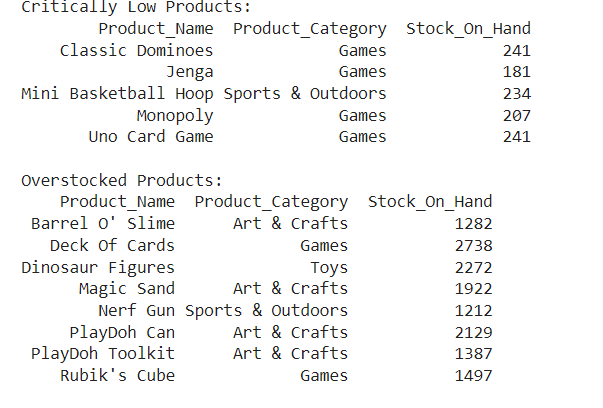 Critically Low Products:
Product_Name Product_Category Stock_On_Hand
Classic Dominoes Games 241
Jenga Games 181
Mini Basketball Hoop Sports & Outdoors 234
Monopoly Games 207
Uno Card Game Games 241

Overstocked Products:
Product_Name Product_Category Stock_On_Hand
Barrel O' Slime Art & Crafts 1282
Deck Of Cards Games 2738
Dinosaur Figures Toys 2272
Magic Sand Art & Crafts 1922
Nerf Gun Sports & Outdoors 1212
PlayDoh Can Art & Crafts 2129
PlayDoh Toolkit Art & Crafts 1387
Rubik's Cube Games 1497